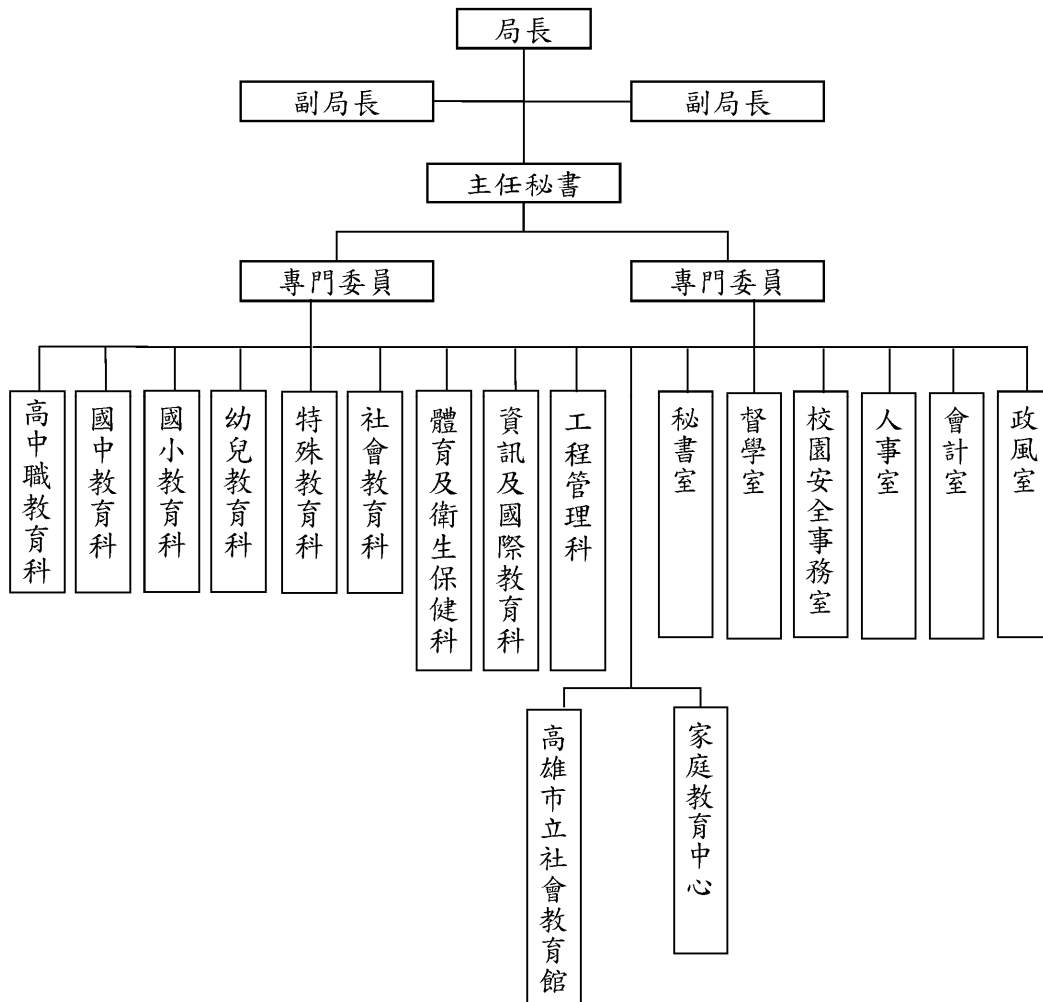 局長
副局長
副局長
主任秘書
專門委員
專門委員
高中職教育科
國中教育科
國小教育科
幼兒教育科
特殊教育科
社會教育科
體育及衛生保健科
資訊及國際教育科
工程管理科
秘書室
督學室
校園安全事務室
人事室
會計室
政風室
高雄市立社會教育館
家庭教育中心